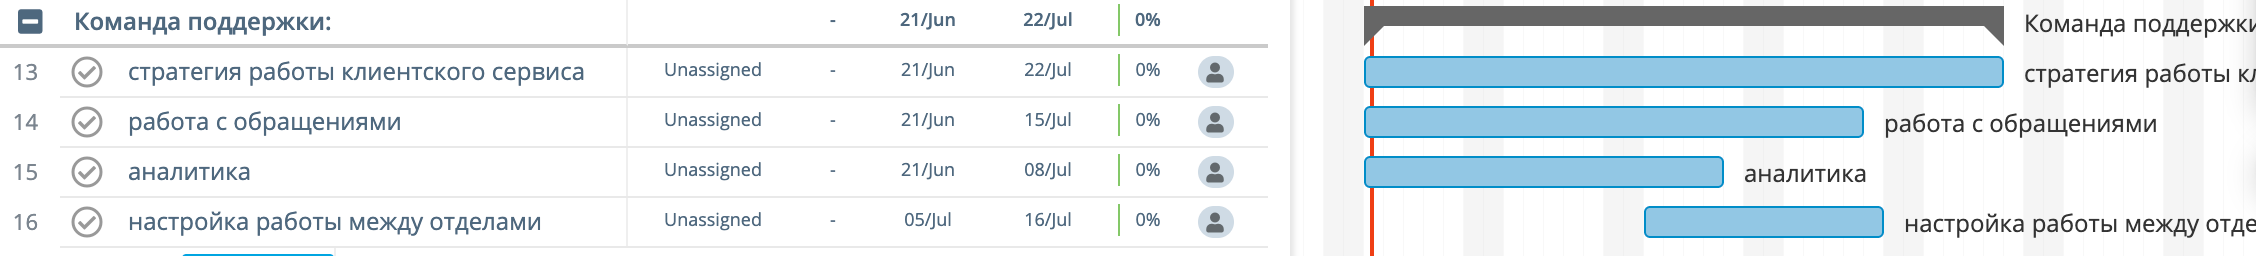 Команда поддержки: - 21/Jun 22/Jul 0% Команда поддержки
13 стратегия работы клиентского сервиса Unassigned - 21/Jun 22/Jul 0% стратегия работы кл
14 работа с обращениями Unassigned - 21/Jun 15/Jul 0% работа с обращениями
15 аналитика Unassigned - 21/Jun 08/Jul 0% аналитика
16 настройка работы между отделами Unassigned - 05/Jul 16/Jul 0% настройка работы между отде